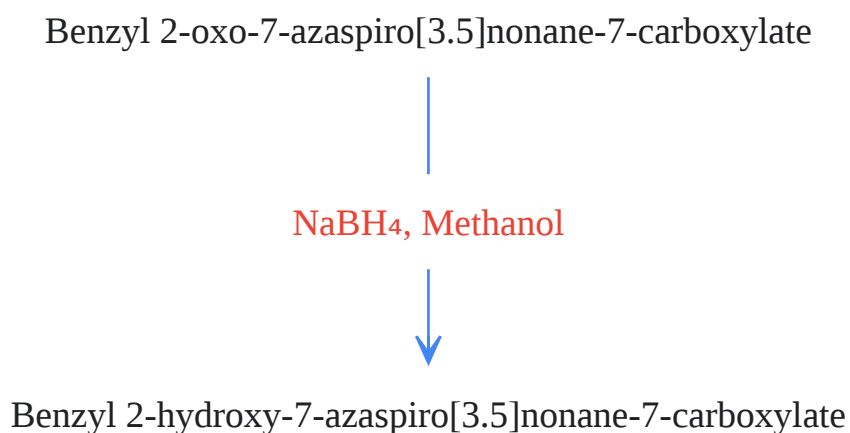 Benzyl 2-oxo-7-azaspiro[3.5]nonane-7-carboxylate
NaBH₄, Methanol
Benzyl 2-hydroxy-7-azaspiro[3.5]nonane-7-carboxylate